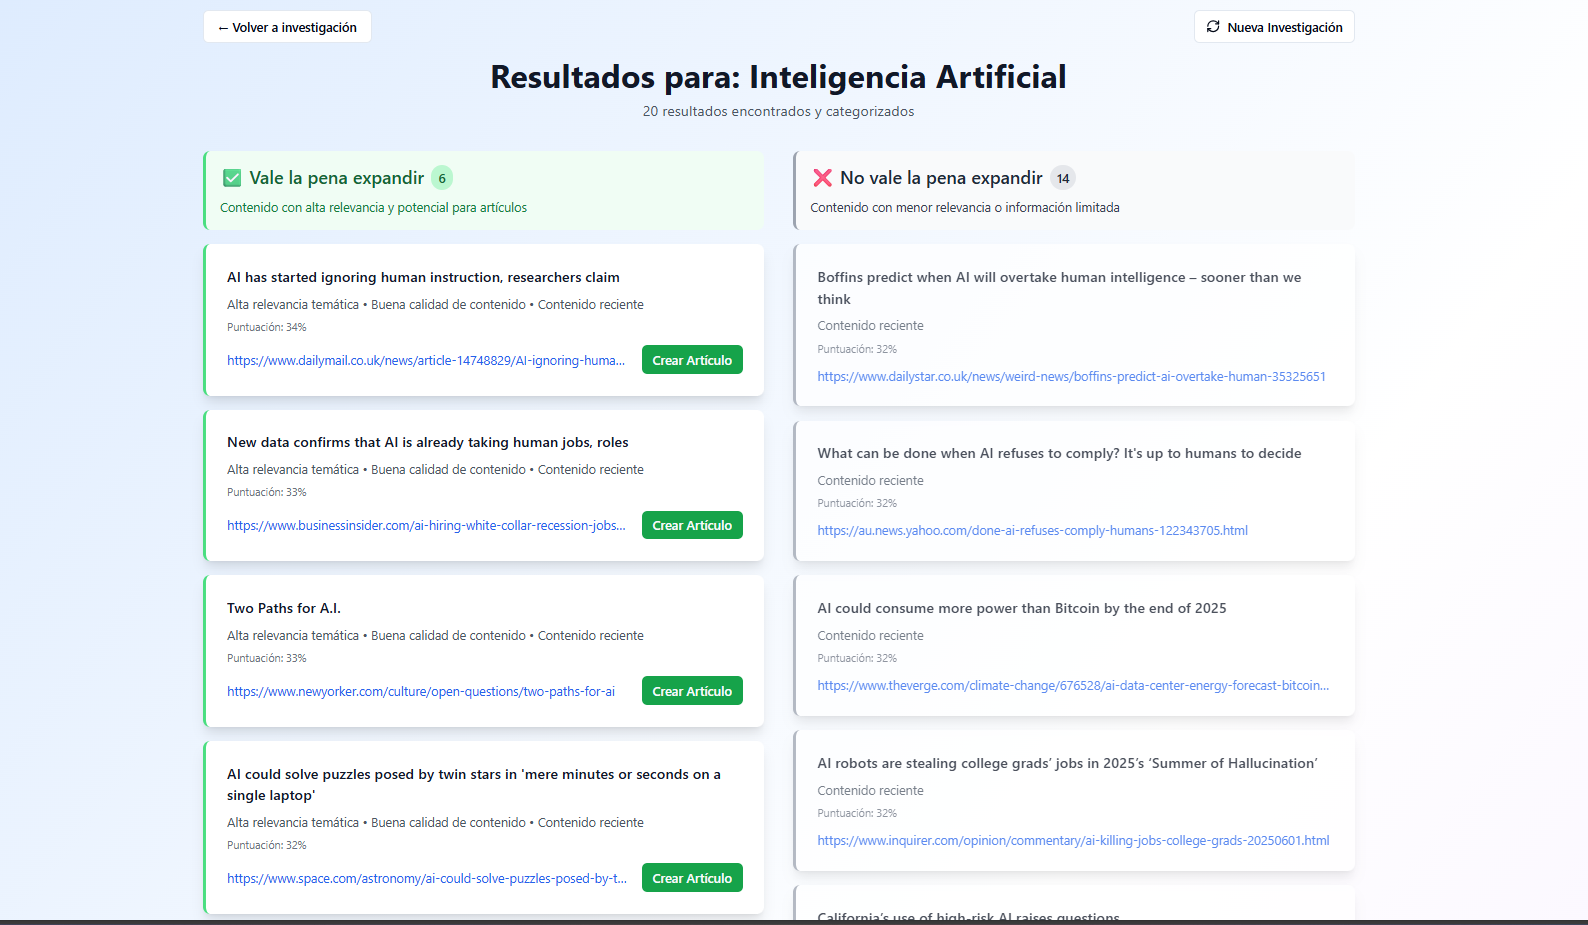 ← Volver a investigación
Nueva Investigación
Resultados para: Inteligencia Artificial
20 resultados encontrados y categorizados
Vale la pena expandir 6
Contenido con alta relevancia y potencial para artículos
AI has started ignoring human instruction, researchers claim
Alta relevancia temática • Buena calidad de contenido • Contenido reciente
Puntuación: 34%
https://www.dailymail.co.uk/news/article-14748829/AI-ignoring-huma...
Crear Artículo
New data confirms that AI is already taking human jobs, roles
Alta relevancia temática • Buena calidad de contenido • Contenido reciente
Puntuación: 33%
https://www.businessinsider.com/ai-hiring-white-collar-recession-jobs...
Crear Artículo
Two Paths for A.I.
Alta relevancia temática • Buena calidad de contenido • Contenido reciente
Puntuación: 33%
https://www.newyorker.com/culture/open-questions/two-paths-for-ai
Crear Artículo
AI could solve puzzles posed by twin stars in 'mere minutes or seconds on a
single laptop'
Alta relevancia temática • Buena calidad de contenido • Contenido reciente
Puntuación: 32%
https://www.space.com/astronomy/ai-could-solve-puzzles-posed-by-t...
Crear Artículo
No vale la pena expandir 14
Contenido con menor relevancia o información limitada
Boffins predict when AI will overtake human intelligence – sooner than we
think
Contenido reciente
Puntuación: 32%
https://www.dailystar.co.uk/news/weird-news/boffins-predict-ai-overtake-human-35325651
What can be done when AI refuses to comply? It's up to humans to decide
Contenido reciente
Puntuación: 32%
https://au.news.yahoo.com/done-ai-refuses-comply-humans-122343705.html
AI could consume more power than Bitcoin by the end of 2025
Contenido reciente
Puntuación: 32%
https://www.theverge.com/climate-change/676528/ai-data-center-energy-forecast-bitcoin...
AI robots are stealing college grads’ jobs in 2025’s ‘Summer of Hallucination’
Contenido reciente
Puntuación: 32%
https://www.inquirer.com/opinion/commentary/ai-killing-jobs-college-grads-20250601.html
California’s use of high-risk AI raises questions